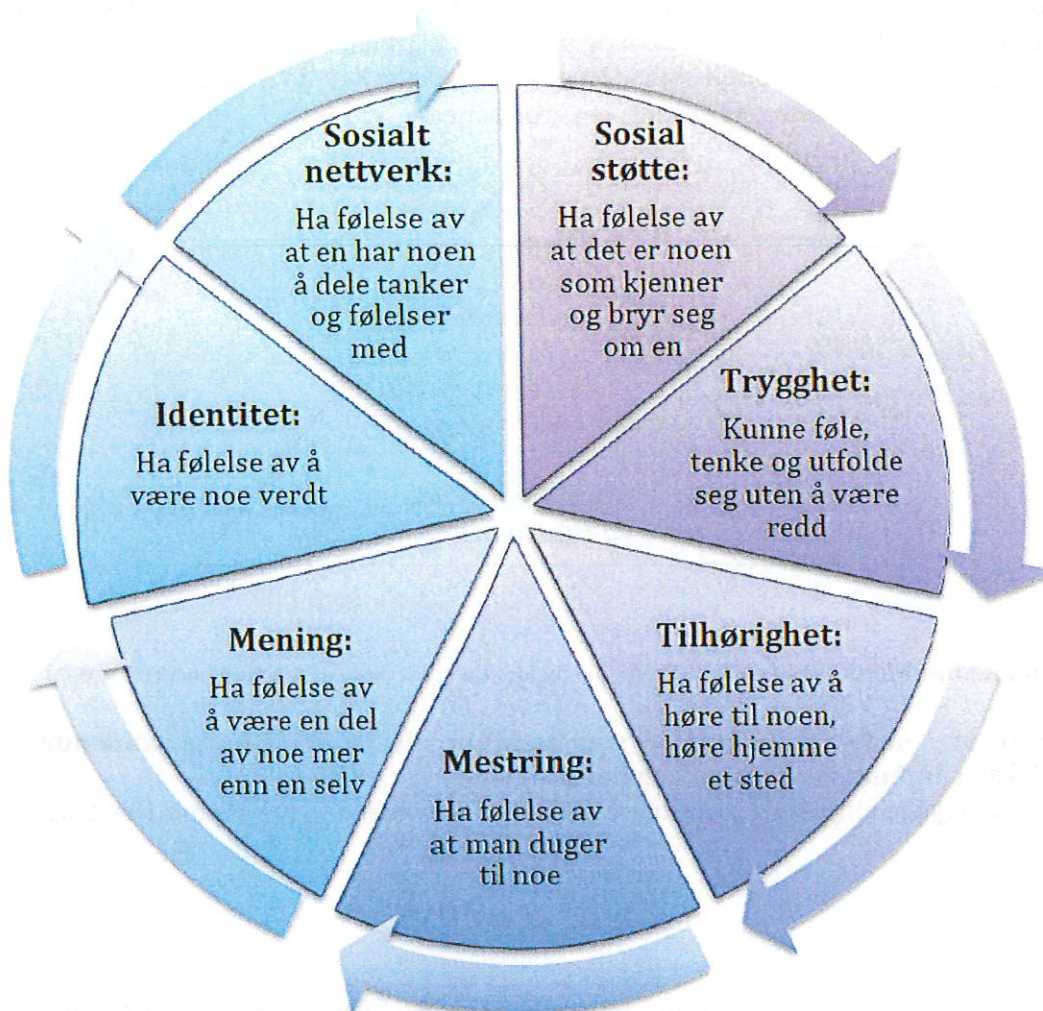 Sosialt
nettverk:
Ha følelse av
at en har noen
å dele tanker
og følelser
med
Sosial
støtte:
Ha følelse av
at det er noen
som kjenner
og bryr seg
om en
Trygghet:
Kunne føle,
tenke og utfolde
seg uten å være
redd
Tilhørighet:
Ha følelse av å
høre til noen,
høre hjemme
et sted
Mestring:
Ha følelse av
at man duger
til noe
Mening:
Ha følelse av
å være en del
av noe mer
enn en selv
Identitet:
Ha følelse av å
være noe verdt